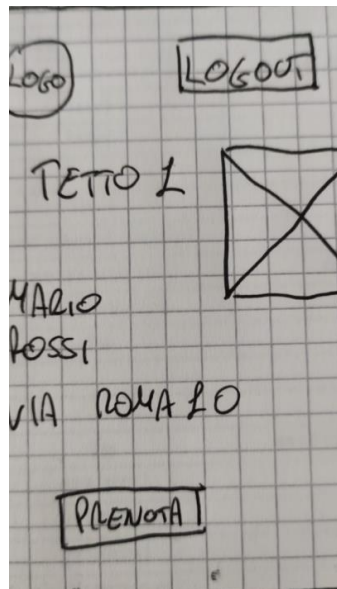 LOGO LOGOUT
TETTO 1
MARIO
ROSSI
VIA ROMA 10
PRENOTA